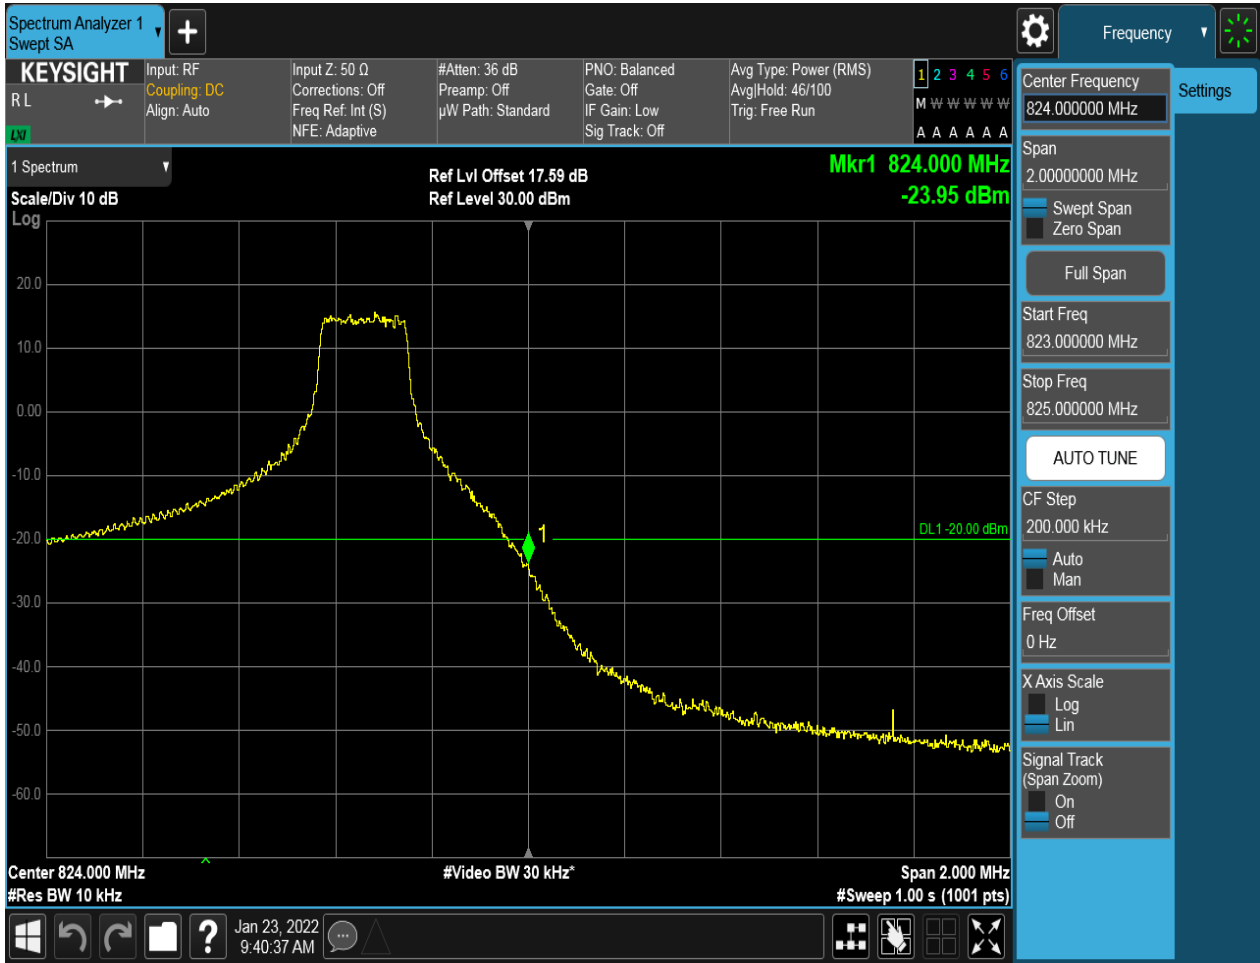 Spectrum Analyzer 1
Swept SA
Frequency
KEYSIGHT
R L
LXI
Input: RF
Coupling: DC
Align: Auto
Input Z: 50 Ω
Corrections: Off
Freq Ref: Int (S)
NFE: Adaptive
#Atten: 36 dB
Preamp: Off
µW Path: Standard
PNO: Balanced
Gate: Off
IF Gain: Low
Sig Track: Off
Avg Type: Power (RMS)
Avg|Hold: 46/100
Trig: Free Run
1 2 3 4 5 6
M W W W W W
A A A A A A
1 Spectrum
Scale/Div 10 dB
Log
Ref Lvl Offset 17.59 dB
Ref Level 30.00 dBm
Mkr1 824.000 MHz
-23.95 dBm
20.0
10.0
0.00
-10.0
-20.0
-30.0
-40.0
-50.0
-60.0
1
DL1 -20.00 dBm
Center 824.000 MHz
#Res BW 10 kHz
#Video BW 30 kHz*
Span 2.000 MHz
#Sweep 1.00 s (1001 pts)
Center Frequency
824.000000 MHz
Settings
Span
2.00000000 MHz
Swept Span
Zero Span
Full Span
Start Freq
823.000000 MHz
Stop Freq
825.000000 MHz
AUTO TUNE
CF Step
200.000 kHz
Auto
Man
Freq Offset
0 Hz
X Axis Scale
Log
Lin
Signal Track
(Span Zoom)
On
Off
?
Jan 23, 2022
9:40:37 AM